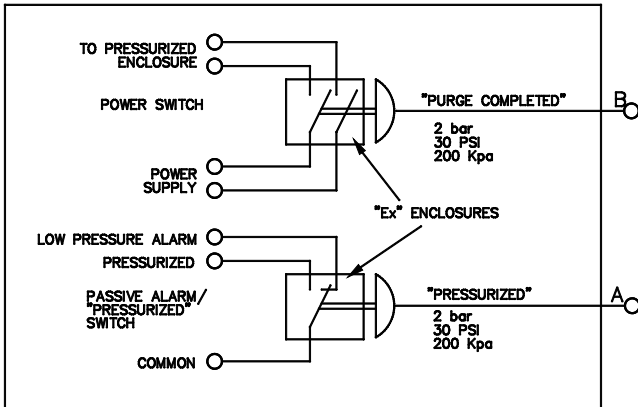 TO PRESSURIZED
ENCLOSURE
POWER SWITCH
"PURGE COMPLETED"
B
2 bar
30 PSI
200 Kpa
POWER
SUPPLY
"Ex" ENCLOSURES
LOW PRESSURE ALARM
PRESSURIZED
PASSIVE ALARM/
"PRESSURIZED"
SWITCH
"PRESSURIZED"
A
2 bar
30 PSI
200 Kpa
COMMON